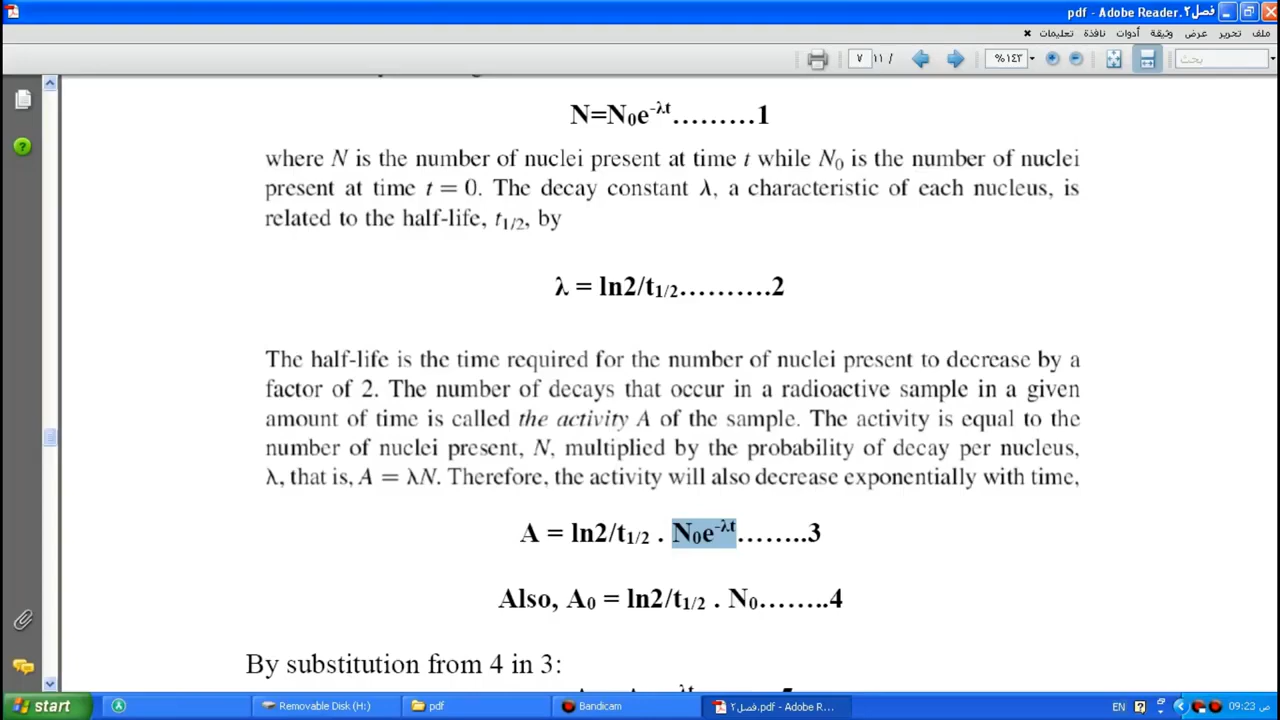 فصل٢.pdf - Adobe Reader
ملف تحرير عرض وثيقة أدوات نافذة تعليمات
٧ / ١١
%١٤٣
بحث
N=N₀e^-λt………1
where N is the number of nuclei present at time t while N₀ is the number of nuclei
present at time t = 0. The decay constant λ, a characteristic of each nucleus, is
related to the half-life, t₁/₂, by
λ = ln2/t₁/₂……….2
The half-life is the time required for the number of nuclei present to decrease by a
factor of 2. The number of decays that occur in a radioactive sample in a given
amount of time is called the activity A of the sample. The activity is equal to the
number of nuclei present, N, multiplied by the probability of decay per nucleus,
λ, that is, A = λN. Therefore, the activity will also decrease exponentially with time,
A = ln2/t₁/₂ . N₀e^-λt……..3
Also, A₀ = ln2/t₁/₂ . N₀……..4
By substitution from 4 in 3:
start
Removable Disk (H:)
pdf
Bandicam
فصل٢.pdf - Adobe R...
EN
09:23 ص